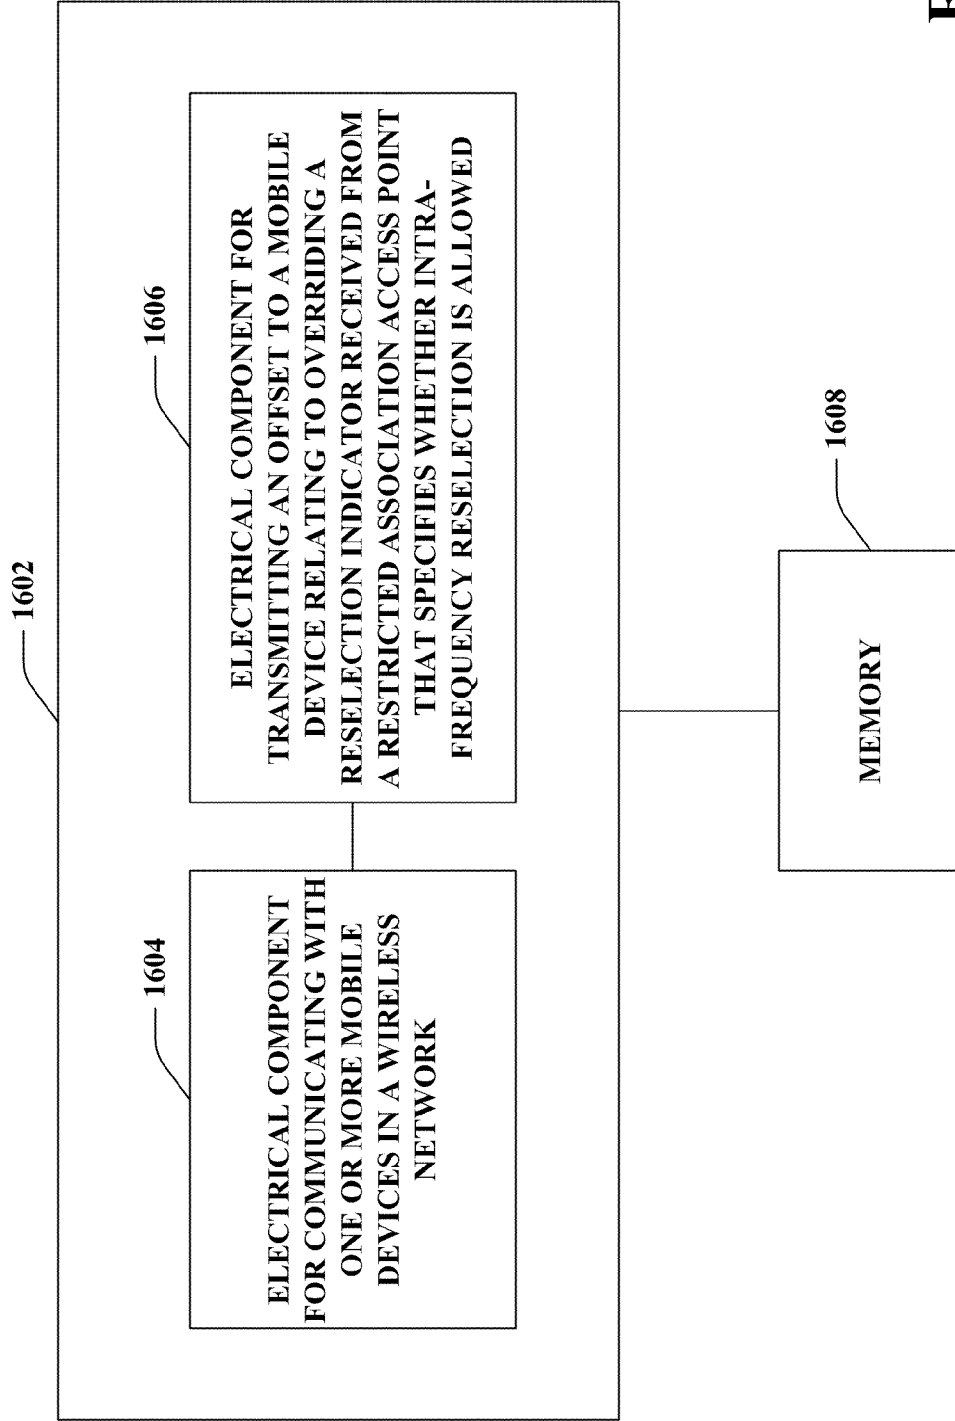 1602
1604
ELECTRICAL COMPONENT
FOR COMMUNICATING WITH
ONE OR MORE MOBILE
DEVICES IN A WIRELESS
NETWORK
1606
ELECTRICAL COMPONENT FOR
TRANSMITTING AN OFFSET TO A MOBILE
DEVICE RELATING TO OVERRIDING A
RESELECTION INDICATOR RECEIVED FROM
A RESTRICTED ASSOCIATION ACCESS POINT
THAT SPECIFIES WHETHER INTRA-
FREQUENCY RESELECTION IS ALLOWED
1608
MEMORY